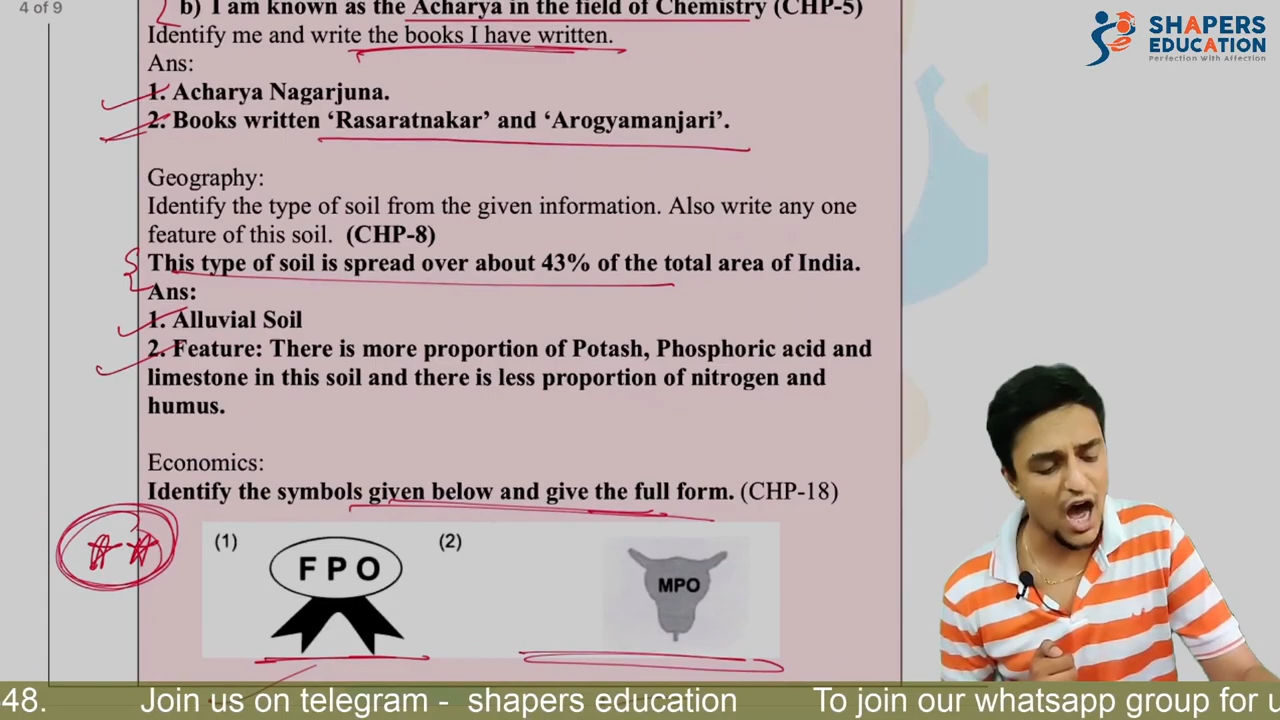 4 of 9
b) I am known as the Acharya in the field of Chemistry (CHP-5)
Identify me and write the books I have written.
Ans:
1. Acharya Nagarjuna.
2. Books written ‘Rasaratnakar’ and ‘Arogyamanjari’.
Geography:
Identify the type of soil from the given information. Also write any one
feature of this soil. (CHP-8)
This type of soil is spread over about 43% of the total area of India.
Ans:
1. Alluvial Soil
2. Feature: There is more proportion of Potash, Phosphoric acid and
limestone in this soil and there is less proportion of nitrogen and
humus.
Economics:
Identify the symbols given below and give the full form. (CHP-18)
(1) (2)
FPO
MPO
SHAPERS
EDUCATION
Perfection With Affection
48. Join us on telegram - shapers education To join our whatsapp group for u